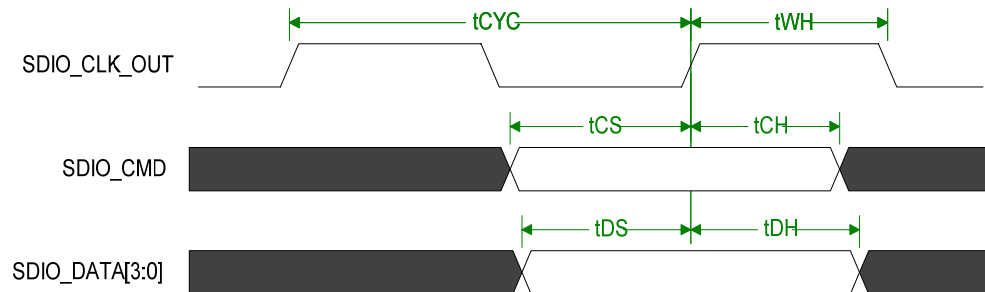 tCYC tWH
SDIO_CLK_OUT
tCS tCH
SDIO_CMD
tDS tDH
SDIO_DATA[3:0]